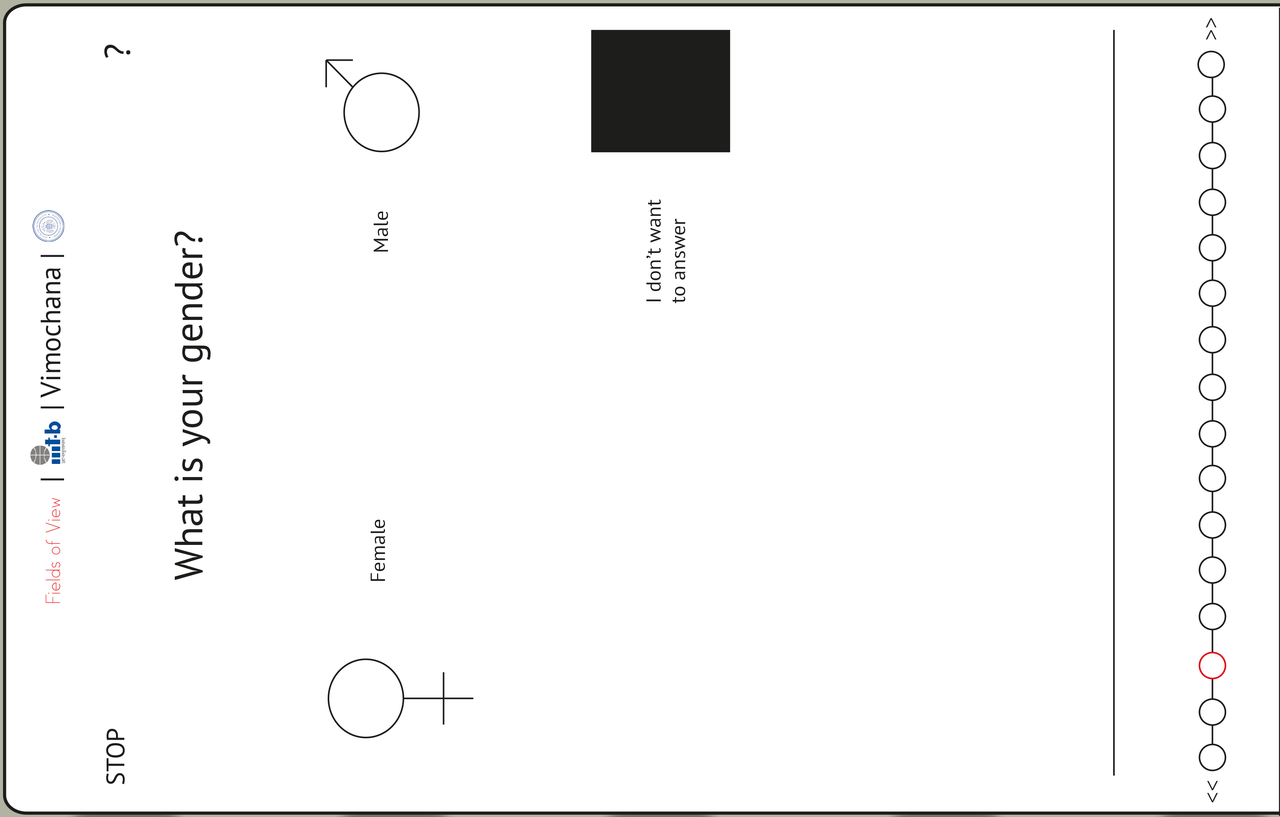 Fields of View | iiit-b | Vimochana |
STOP
?
What is your gender?
Female
Male
I don't want
to answer
<< >>